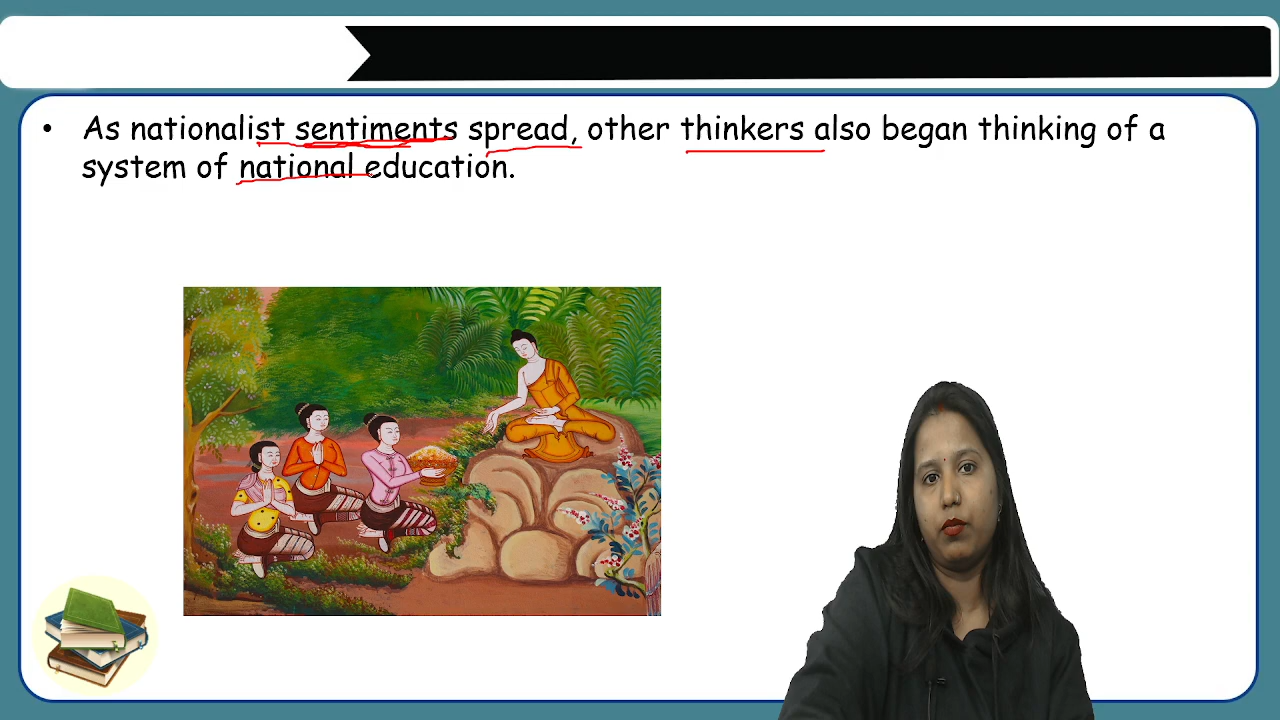 • As nationalist sentiments spread, other thinkers also began thinking of a
system of national education.